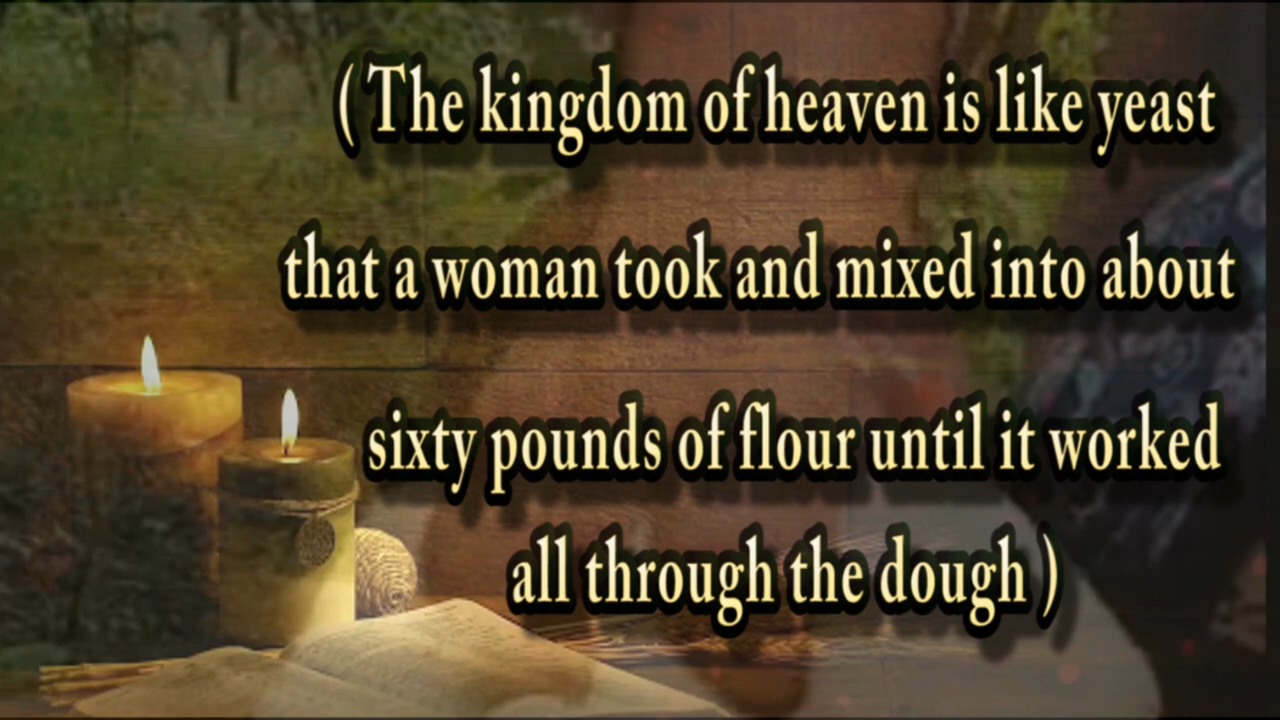 ( The kingdom of heaven is like yeast
that a woman took and mixed into about
sixty pounds of flour until it worked
all through the dough )